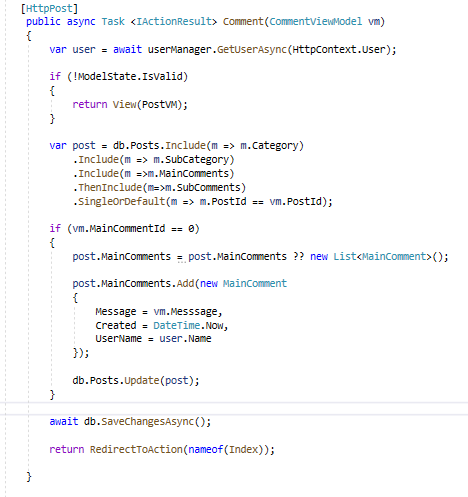 [HttpPost]
public async Task <IActionResult> Comment(CommentViewModel vm)
{
var user = await userManager.GetUserAsync(HttpContext.User);
if (!ModelState.IsValid)
{
return View(PostVM);
}
var post = db.Posts.Include(m => m.Category)
.Include(m => m.SubCategory)
.Include(m =>m.MainComments)
.ThenInclude(m=>m.SubComments)
.SingleOrDefault(m => m.PostId == vm.PostId);
if (vm.MainCommentId == 0)
{
post.MainComments = post.MainComments ?? new List<MainComment>();
post.MainComments.Add(new MainComment
{
Message = vm.Messsage,
Created = DateTime.Now,
UserName = user.Name
});
db.Posts.Update(post);
}
await db.SaveChangesAsync();
return RedirectToAction(nameof(Index));
}